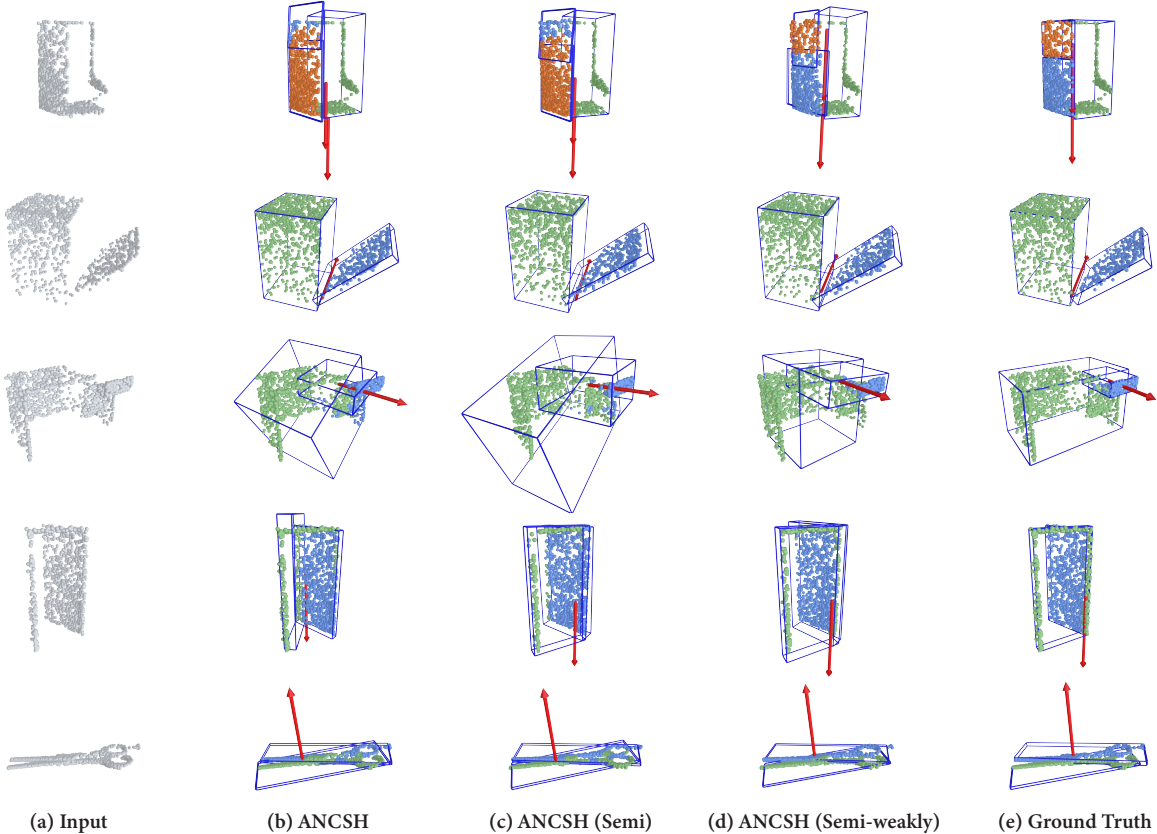 (a) Input
(b) ANCSH
(c) ANCSH (Semi)
(d) ANCSH (Semi-weakly)
(e) Ground Truth